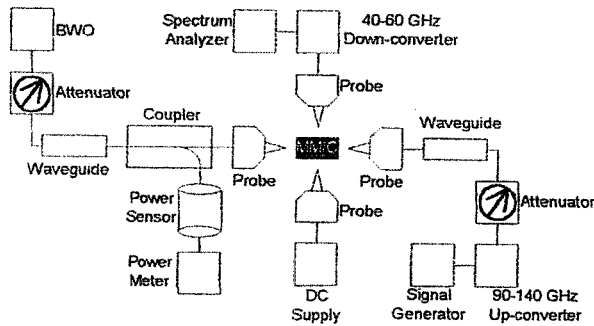 Spectrum
Analyzer
40-60 GHz
Down-converter
BWO
Attenuator
Probe
Coupler
Waveguide
Probe
MMIC
Probe
Waveguide
Power
Sensor
Probe
Attenuator
Power
Meter
DC
Supply
Signal
Generator
90-140 GHz
Up-converter